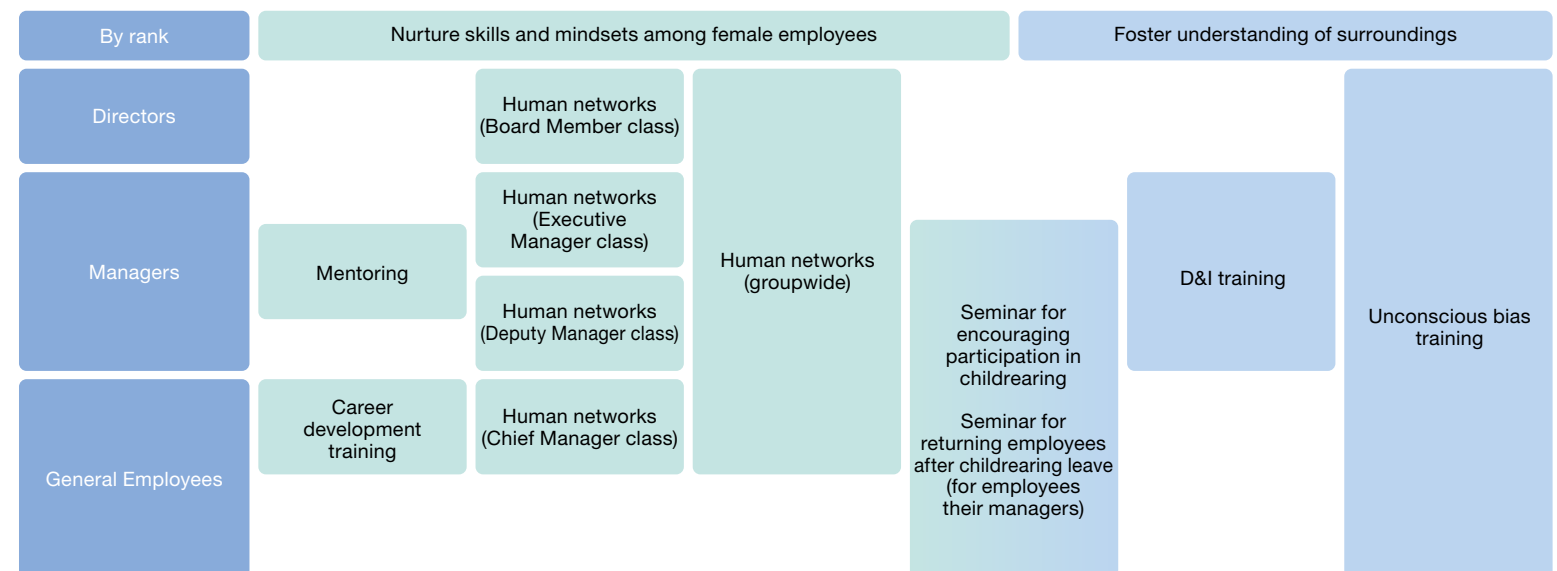 By rank
Nurture skills and mindsets among female employees
Foster understanding of surroundings
Directors
Managers
General Employees
Mentoring
Career
development
training
Human networks
(Board Member class)
Human networks
(Executive
Manager class)
Human networks
(Deputy Manager class)
Human networks
(Chief Manager class)
Human networks
(groupwide)
Seminar for
encouraging
participation in
childrearing
Seminar for
returning employees
after childrearing leave
(for employees
their managers)
D&I training
Unconscious bias
training